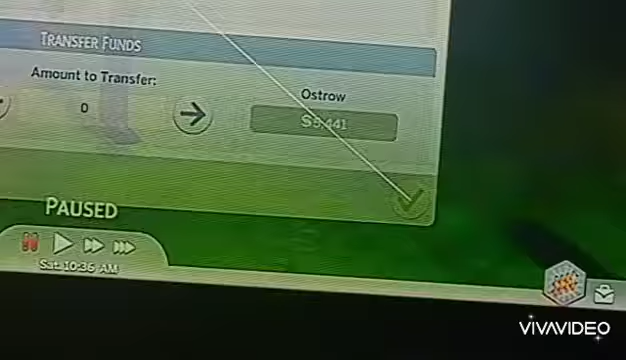 TRANSFER FUNDS
Amount to Transfer:
0
Ostrow
PAUSED
Sat. 10:36 AM
VIVAVIDEO